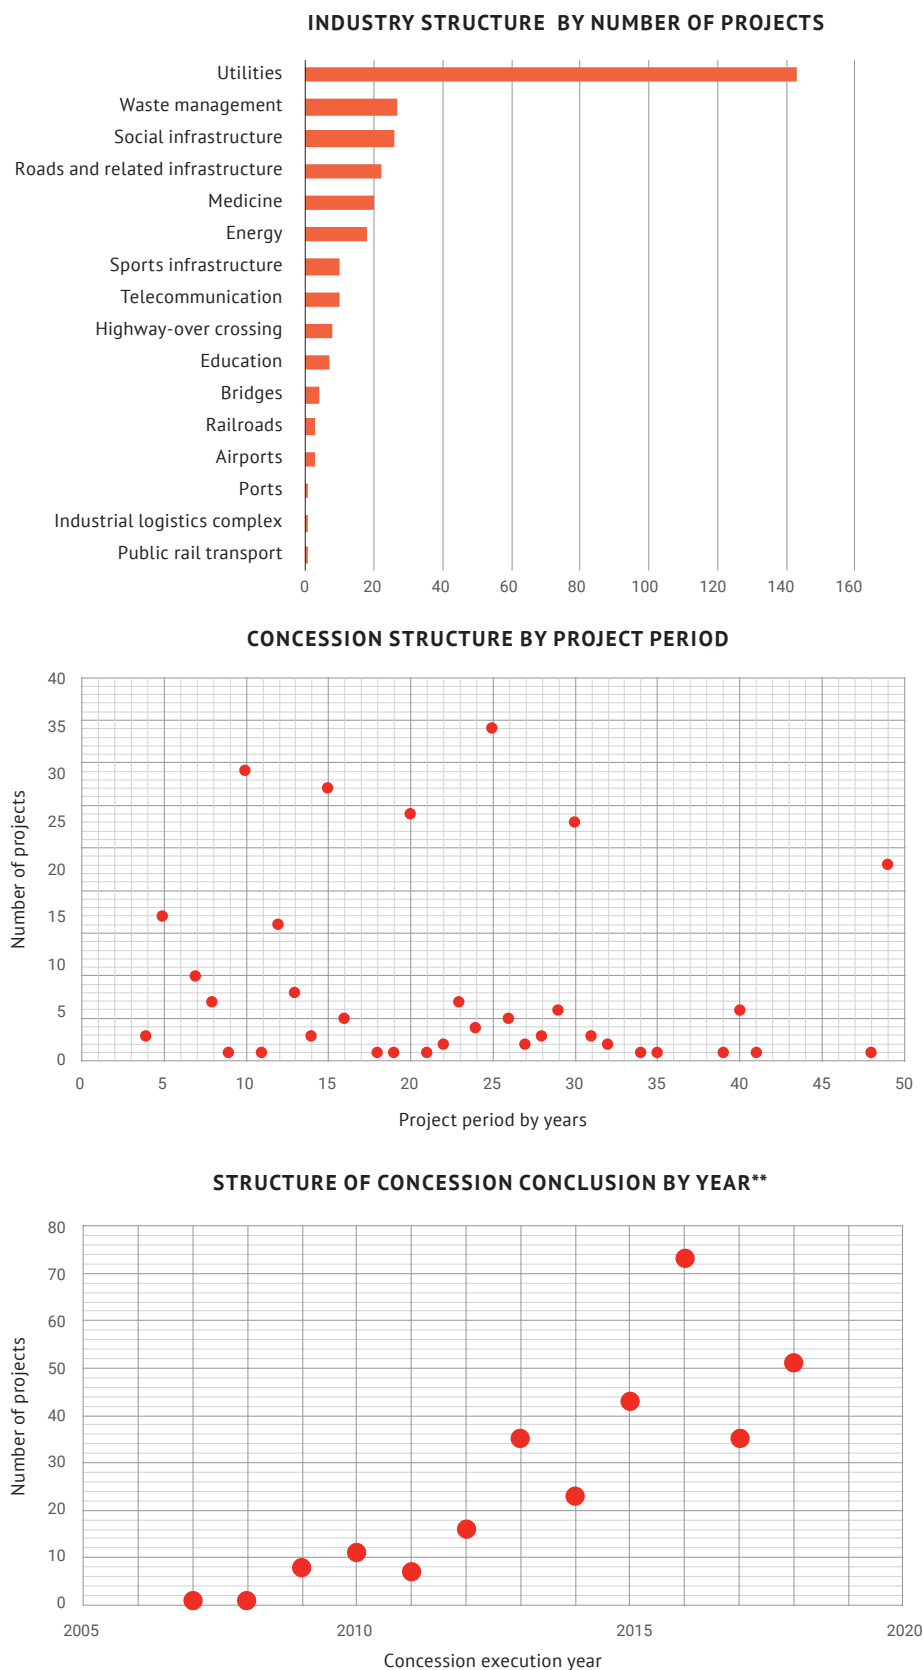 INDUSTRY STRUCTURE BY NUMBER OF PROJECTS
Utilities
Waste management
Social infrastructure
Roads and related infrastructure
Medicine
Energy
Sports infrastructure
Telecommunication
Highway-over crossing
Education
Bridges
Railroads
Airports
Ports
Industrial logistics complex
Public rail transport
0 20 40 60 80 100 120 140 160
CONCESSION STRUCTURE BY PROJECT PERIOD
Number of projects
40
35
30
25
20
15
10
5
0
0 5 10 15 20 25 30 35 40 45 50
Project period by years
STRUCTURE OF CONCESSION CONCLUSION BY YEAR**
Number of projects
80
70
60
50
40
30
20
10
0
2005 2010 2015 2020
Concession execution year